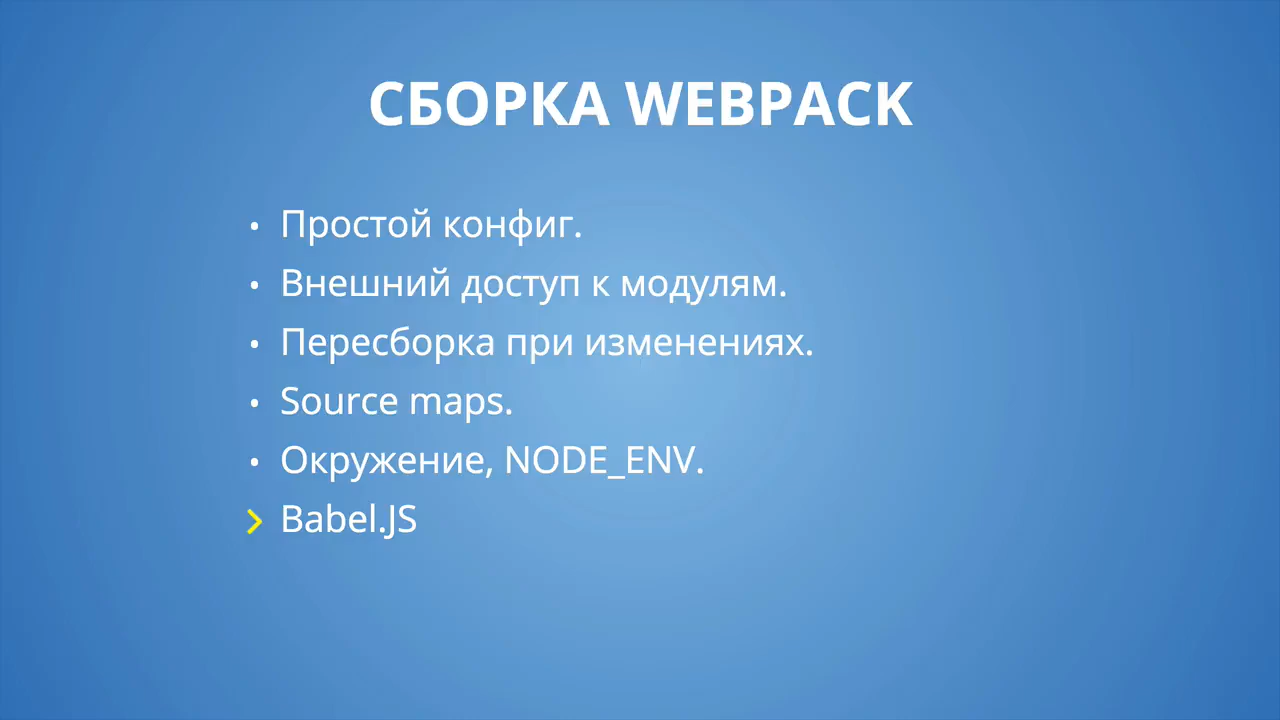 СБОРКА WEBPACK
Простой конфиг.
Внешний доступ к модулям.
Пересборка при изменениях.
Source maps.
Окружение, NODE_ENV.
Babel.JS